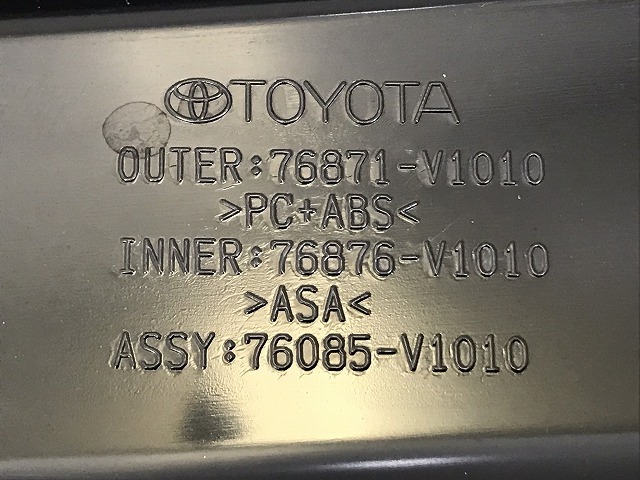 TOYOTA
OUTER:76871-V1010
>PC+ABS<
INNER:76876-V1010
>ASA<
ASSY:76085-V1010